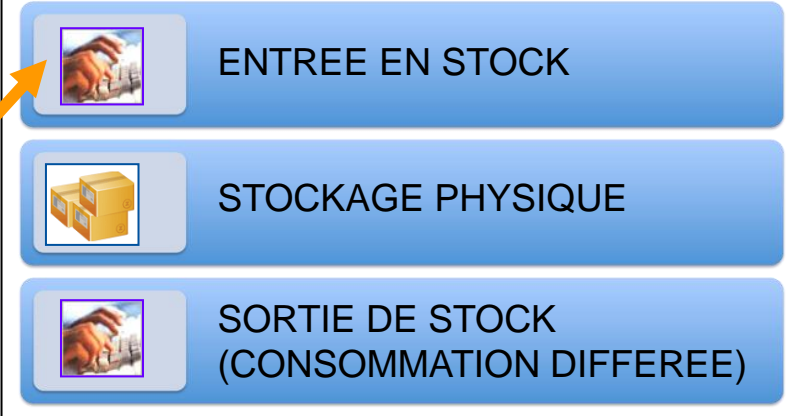 ENTREE EN STOCK
STOCKAGE PHYSIQUE
SORTIE DE STOCK
(CONSOMMATION DIFFEREE)